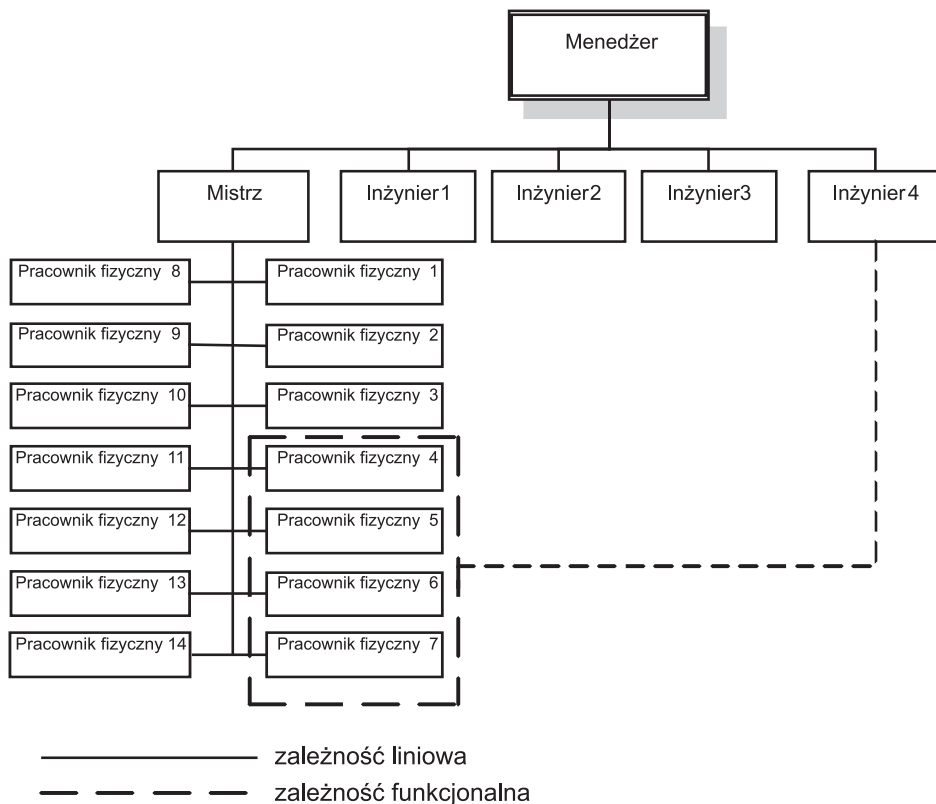 Menedżer
Mistrz
Inżynier1
Inżynier2
Inżynier3
Inżynier4
Pracownik fizyczny 8
Pracownik fizyczny 1
Pracownik fizyczny 9
Pracownik fizyczny 2
Pracownik fizyczny 10
Pracownik fizyczny 3
Pracownik fizyczny 11
Pracownik fizyczny 4
Pracownik fizyczny 12
Pracownik fizyczny 5
Pracownik fizyczny 13
Pracownik fizyczny 6
Pracownik fizyczny 14
Pracownik fizyczny 7
zależność liniowa
zależność funkcjonalna